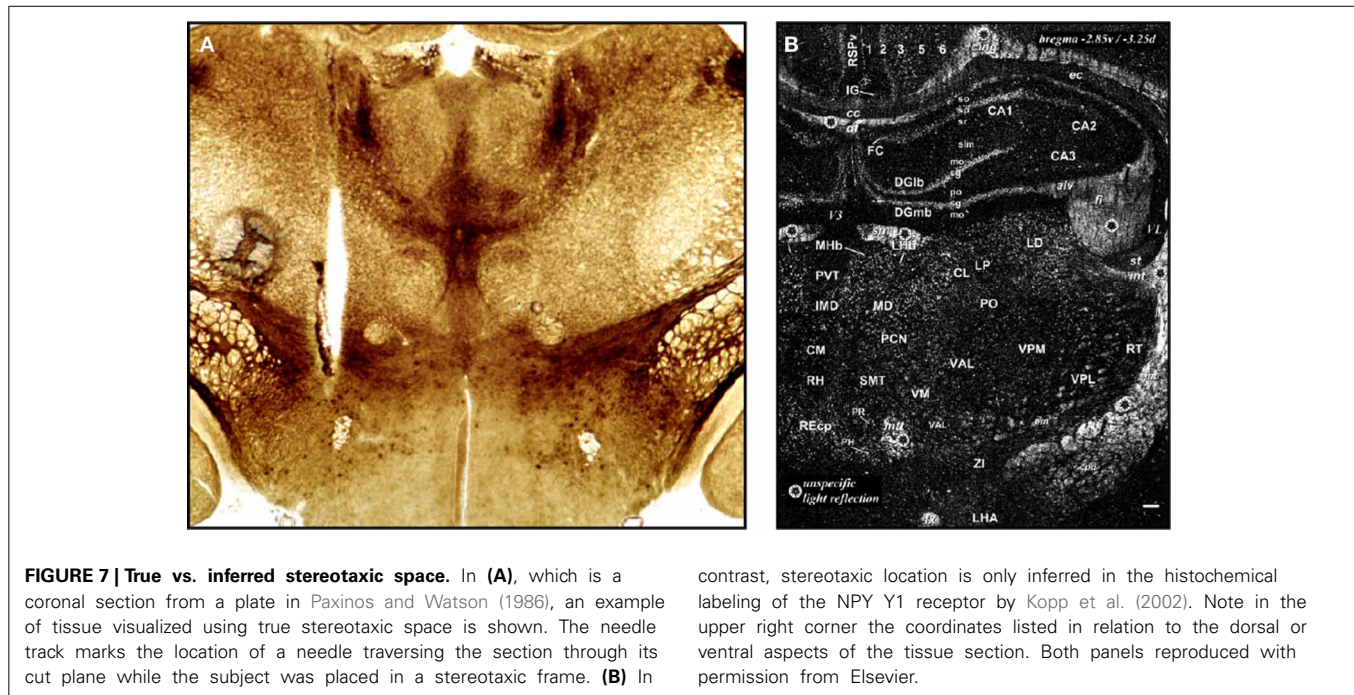 A
B
bregma -2.85v / -3.25d
cing
RSPv
1 2 3 5 6
ec
IG
cc
df
so
sp
sr
CA1
CA2
FC
slm
CA3
mo
sg
DGlb
po
alv
fi
sg
DGmb
mo
V3
VL
sm
LHb
LD
MHb
st
LP
int
CL
PVT
IMD
MD
PO
PCN
CM
VPM
RT
VAL
RH
SMT
VPL
VM
PR
REcp
mtt
VAL
PH
ZI
cpd
unspecific
light reflection
fx
LHA
FIGURE 7 | True vs. inferred stereotaxic space. In (A), which is a
coronal section from a plate in Paxinos and Watson (1986), an example
of tissue visualized using true stereotaxic space is shown. The needle
track marks the location of a needle traversing the section through its
cut plane while the subject was placed in a stereotaxic frame. (B) In
contrast, stereotaxic location is only inferred in the histochemical
labeling of the NPY Y1 receptor by Kopp et al. (2002). Note in the
upper right corner the coordinates listed in relation to the dorsal or
ventral aspects of the tissue section. Both panels reproduced with
permission from Elsevier.